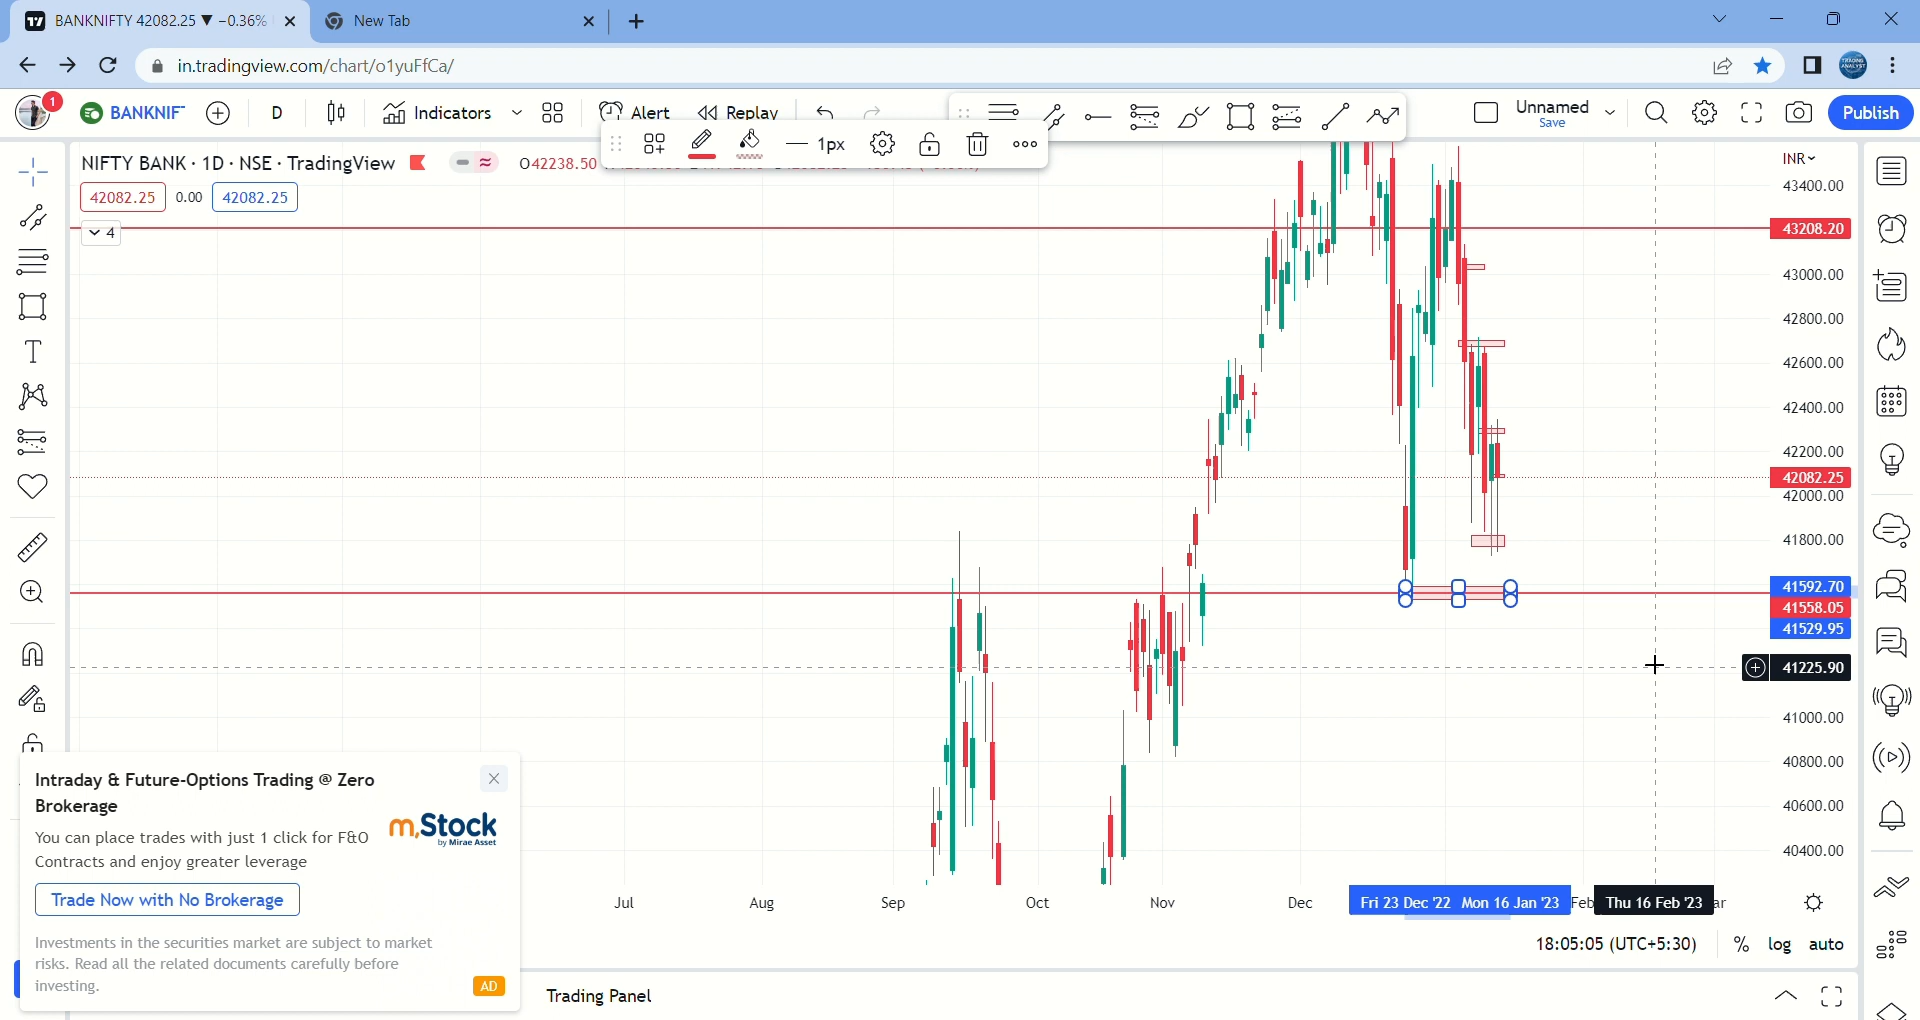 BANKNIFTY 42082.25 ▼ −0.36%
New Tab
in.tradingview.com/chart/o1yuFfCa/
1
BANKNIF
D
Indicators
Alert
Replay
Unnamed
Save
Publish
1px
NIFTY BANK · 1D · NSE · TradingView
O42238.50
INR
42082.25
0.00
42082.25
4
43400.00
43208.20
43000.00
42800.00
42600.00
42400.00
42200.00
42082.25
42000.00
41800.00
41592.70
41558.05
41529.95
41225.90
41000.00
40800.00
40600.00
40400.00
Intraday & Future-Options Trading @ Zero
Brokerage
You can place trades with just 1 click for F&O
Contracts and enjoy greater leverage
m.Stock
by Mirae Asset
Trade Now with No Brokerage
Investments in the securities market are subject to market
risks. Read all the related documents carefully before
investing.
AD
Jul
Aug
Sep
Oct
Nov
Dec
Fri 23 Dec '22
Mon 16 Jan '23
Feb
Thu 16 Feb '23
ar
18:05:05 (UTC+5:30)
%
log
auto
Trading Panel